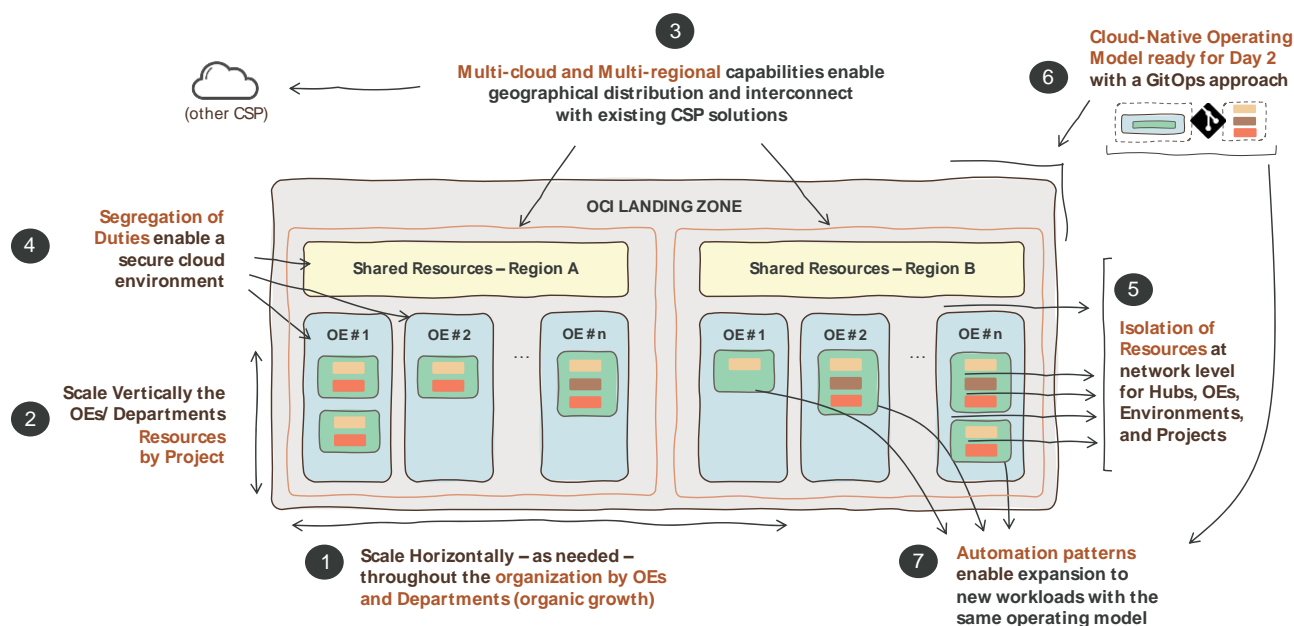 3
Multi-cloud and Multi-regional capabilities enable
geographical distribution and interconnect
with existing CSP solutions
(other CSP)
Cloud-Native Operating
Model ready for Day 2
with a GitOps approach
6
OCI LANDING ZONE
4
Segregation of
Duties enable a
secure cloud
environment
Shared Resources – Region A
OE # 1
OE # 2
...
OE # n
Shared Resources – Region B
OE # 1
OE # 2
...
OE # n
5
Isolation of
Resources at
network level
for Hubs, OEs,
Environments,
and Projects
2
Scale Vertically the
OEs/ Departments
Resources
by Project
1
Scale Horizontally – as needed –
throughout the organization by OEs
and Departments (organic growth)
7
Automation patterns
enable expansion to
new workloads with the
same operating model